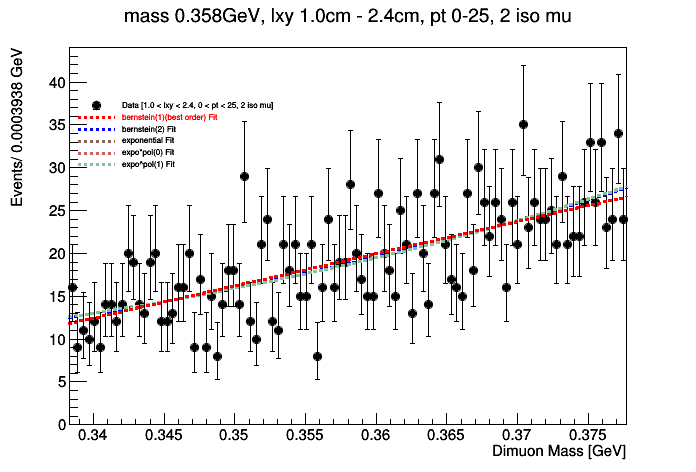 mass 0.358GeV, lxy 1.0cm - 2.4cm, pt 0-25, 2 iso mu
Events/ 0.0003938 GeV
40
35
30
25
20
15
10
5
0
Data [1.0 < lxy < 2.4, 0 < pt < 25, 2 iso mu]
bernstein(1)(best order) Fit
bernstein(2) Fit
exponential Fit
expo*pol(0) Fit
expo*pol(1) Fit
0.34 0.345 0.35 0.355 0.36 0.365 0.37 0.375
Dimuon Mass [GeV]